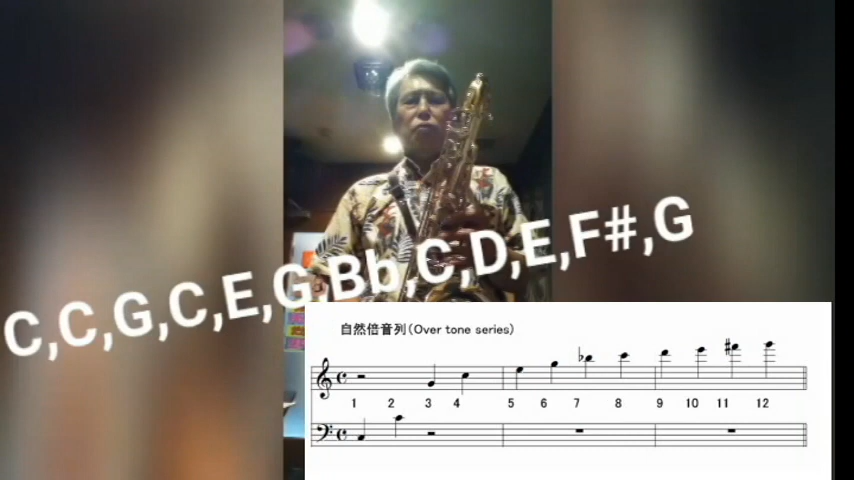 C,C,G,C,E,G,Bb,C,D,E,F#,G
自然倍音列(Over tone series)
1 2 3 4 5 6 7 8 9 10 11 12